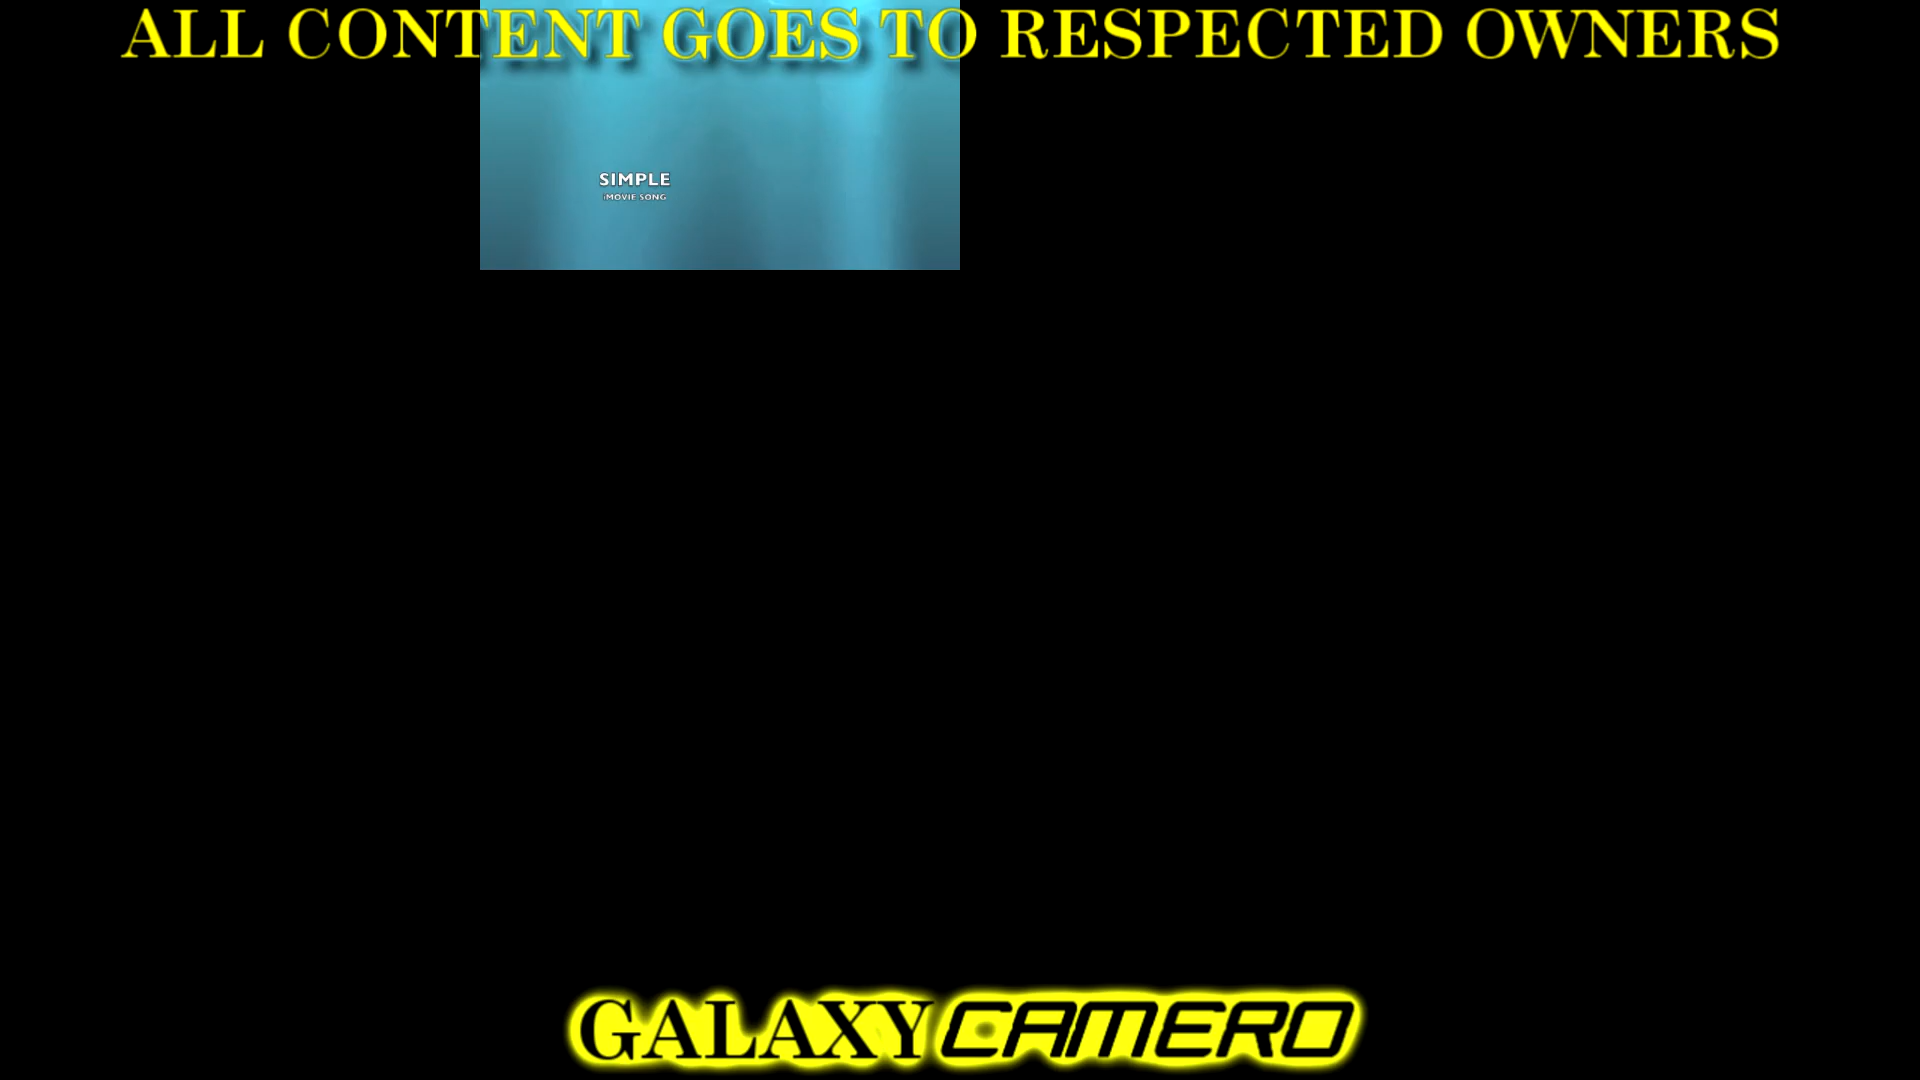 ALL CONTENT GOES TO RESPECTED OWNERS
SIMPLE
iMOVIE SONG
GALAXY CAMERO